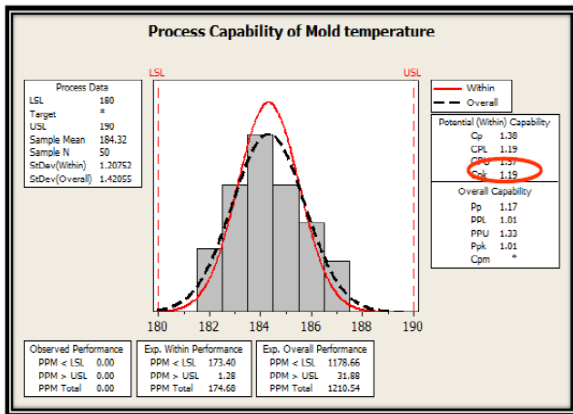 Process Capability of Mold temperature
LSL
USL
Process Data
LSL 180
Target *
USL 190
Sample Mean 184.32
Sample N 50
StDev(Within) 1.20752
StDev(Overall) 1.42055
Within
Overall
Potential (Within) Capability
Cp 1.38
CPL 1.19
CPU 1.57
Cpk 1.19
Overall Capability
Pp 1.17
PPL 1.01
PPU 1.33
Ppk 1.01
Cpm *
180 182 184 186 188 190
Observed Performance
PPM < LSL 0.00
PPM > USL 0.00
PPM Total 0.00
Exp. Within Performance
PPM < LSL 173.40
PPM > USL 1.28
PPM Total 174.68
Exp. Overall Performance
PPM < LSL 1178.66
PPM > USL 31.88
PPM Total 1210.54